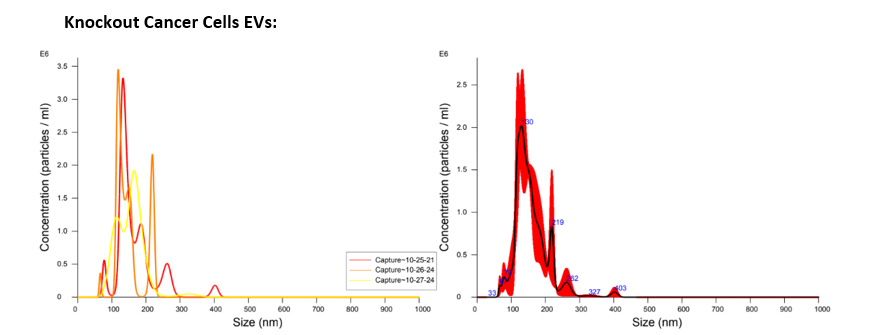 Knockout Cancer Cells EVs:
E6
3.5
3.0
2.5
2.0
1.5
1.0
0.5
0
Concentration (particles / ml)
0 100 200 300 400 500 600 700 800 900 1000
Size (nm)
Capture~10-25-21
Capture~10-26-24
Capture~10-27-24
E6
2.5
2.0
1.5
1.0
0.5
0
Concentration (particles / ml)
130
219
262
327
403
33
0 100 200 300 400 500 600 700 800 900 1000
Size (nm)